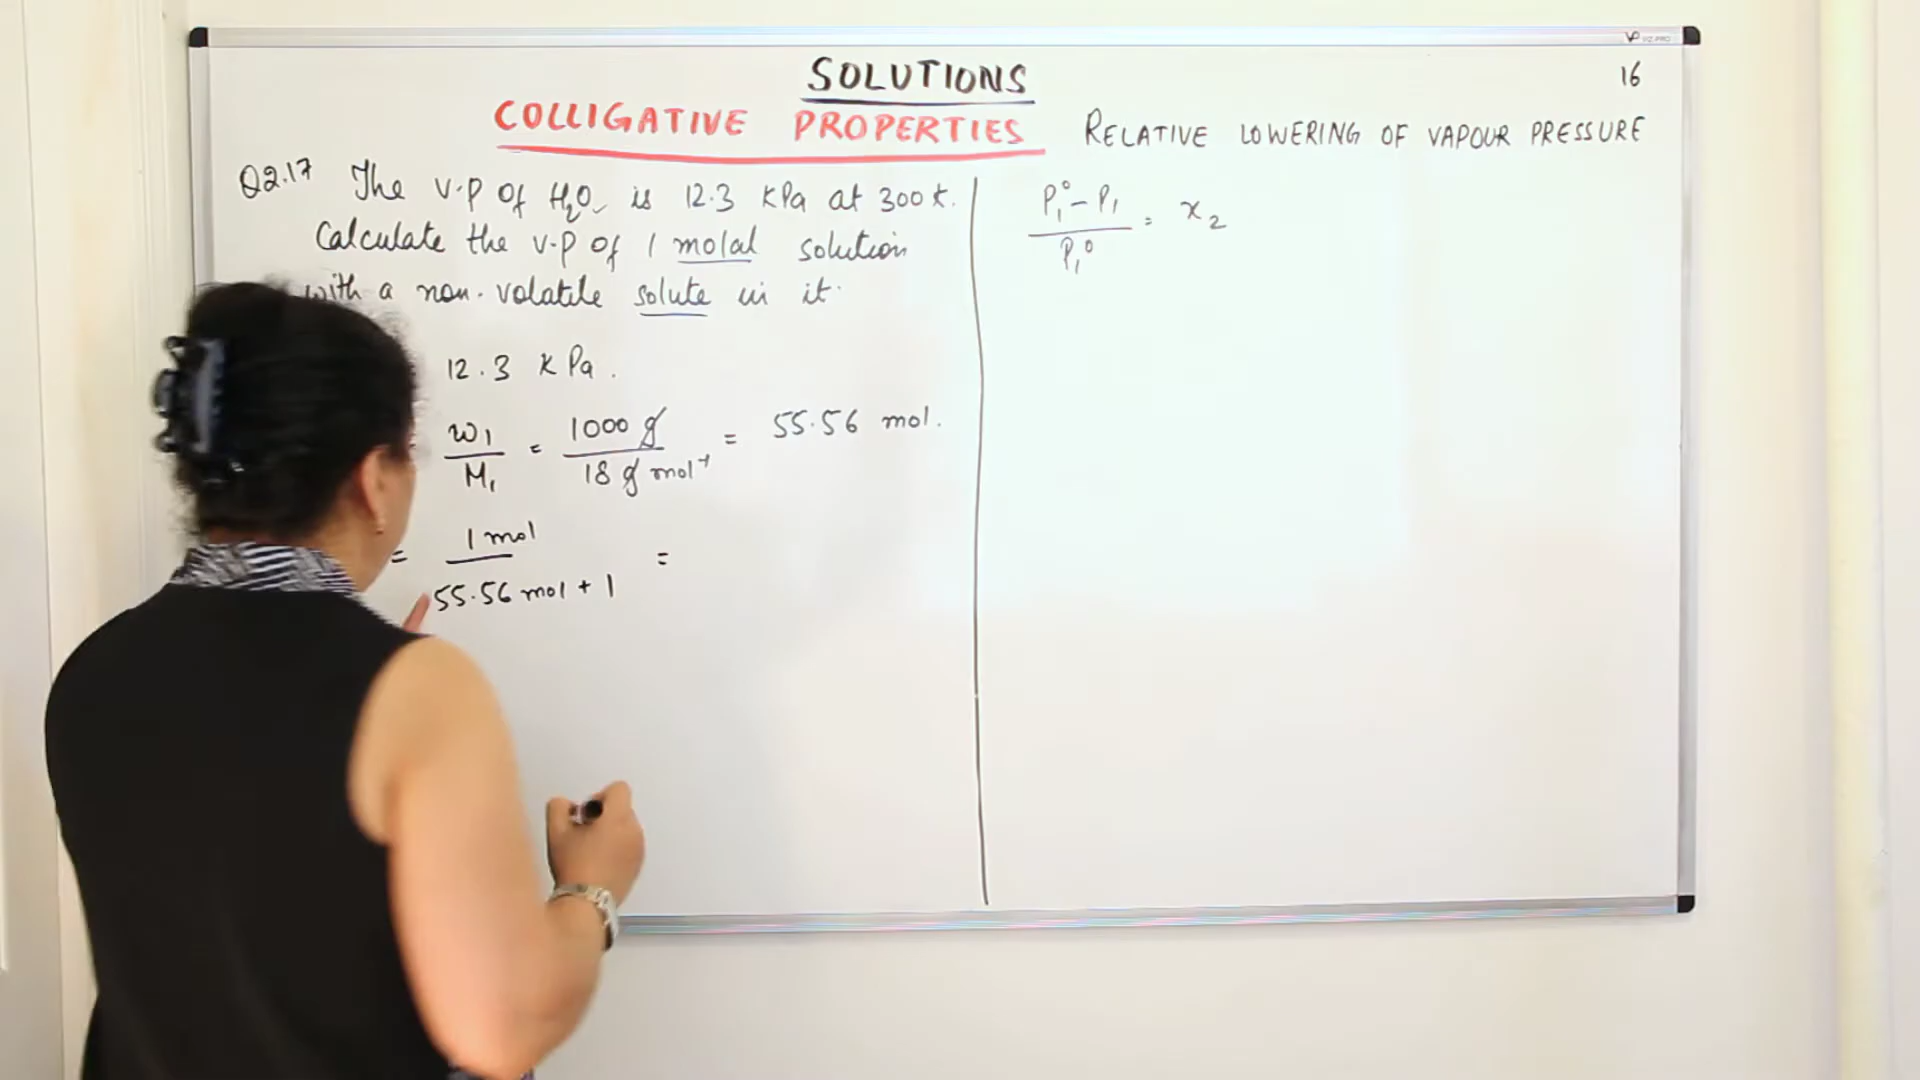 SOLUTIONS
16
COLLIGATIVE PROPERTIES RELATIVE LOWERING OF VAPOUR PRESSURE
Q2.17 The v.p of H₂O is 12.3 kPa at 300 K.
Calculate the v.p of 1 molal solution
with a non-volatile solute in it.
12.3 kPa.
w₁/M₁ = 1000 g/18 g mol⁻¹ = 55.56 mol.
= 1 mol/55.56 mol + 1 =
P₁⁰ - P₁/P₁⁰ = x₂